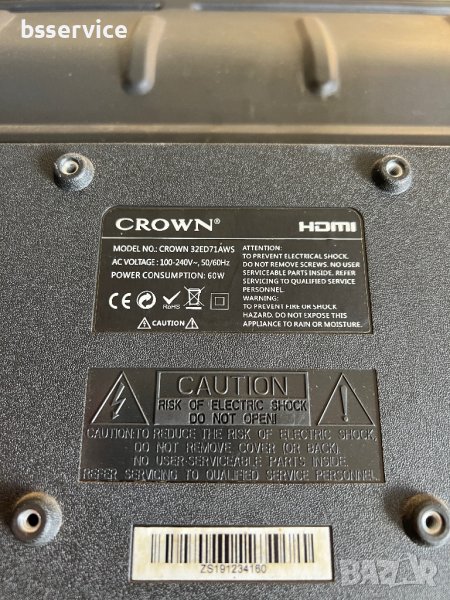 bsservice
CROWN®
HDMI
MODEL NO.: CROWN 32ED71AWS
AC VOLTAGE : 100-240V~, 50/60Hz
POWER CONSUMPTION: 60W
CE RoHS
CAUTION
ATTENTION:
TO PREVENT ELECTRICAL SHOCK.
DO NOT REMOVE SCREWS. NO USER
SERVICEABLE PARTS INSIDE. REFER
SERVICING TO QUALIFIED SERVICE
PERSONNEL.
WARNING:
TO PREVENT FIRE OR SHOCK
HAZARD. DO NOT EXPOSE THIS
APPLIANCE TO RAIN OR MOISTURE.
CAUTION
RISK OF ELECTRIC SHOCK
DO NOT OPEN!
CAUTION:TO REDUCE THE RISK OF ELECTRIC SHOCK,
DO NOT REMOVE COVER (OR BACK).
NO USER-SERVICEABLE PARTS INSIDE.
REFER SERVICING TO QUALIFIED SERVICE PERSONNEL.
ZS191234180
BAZAR